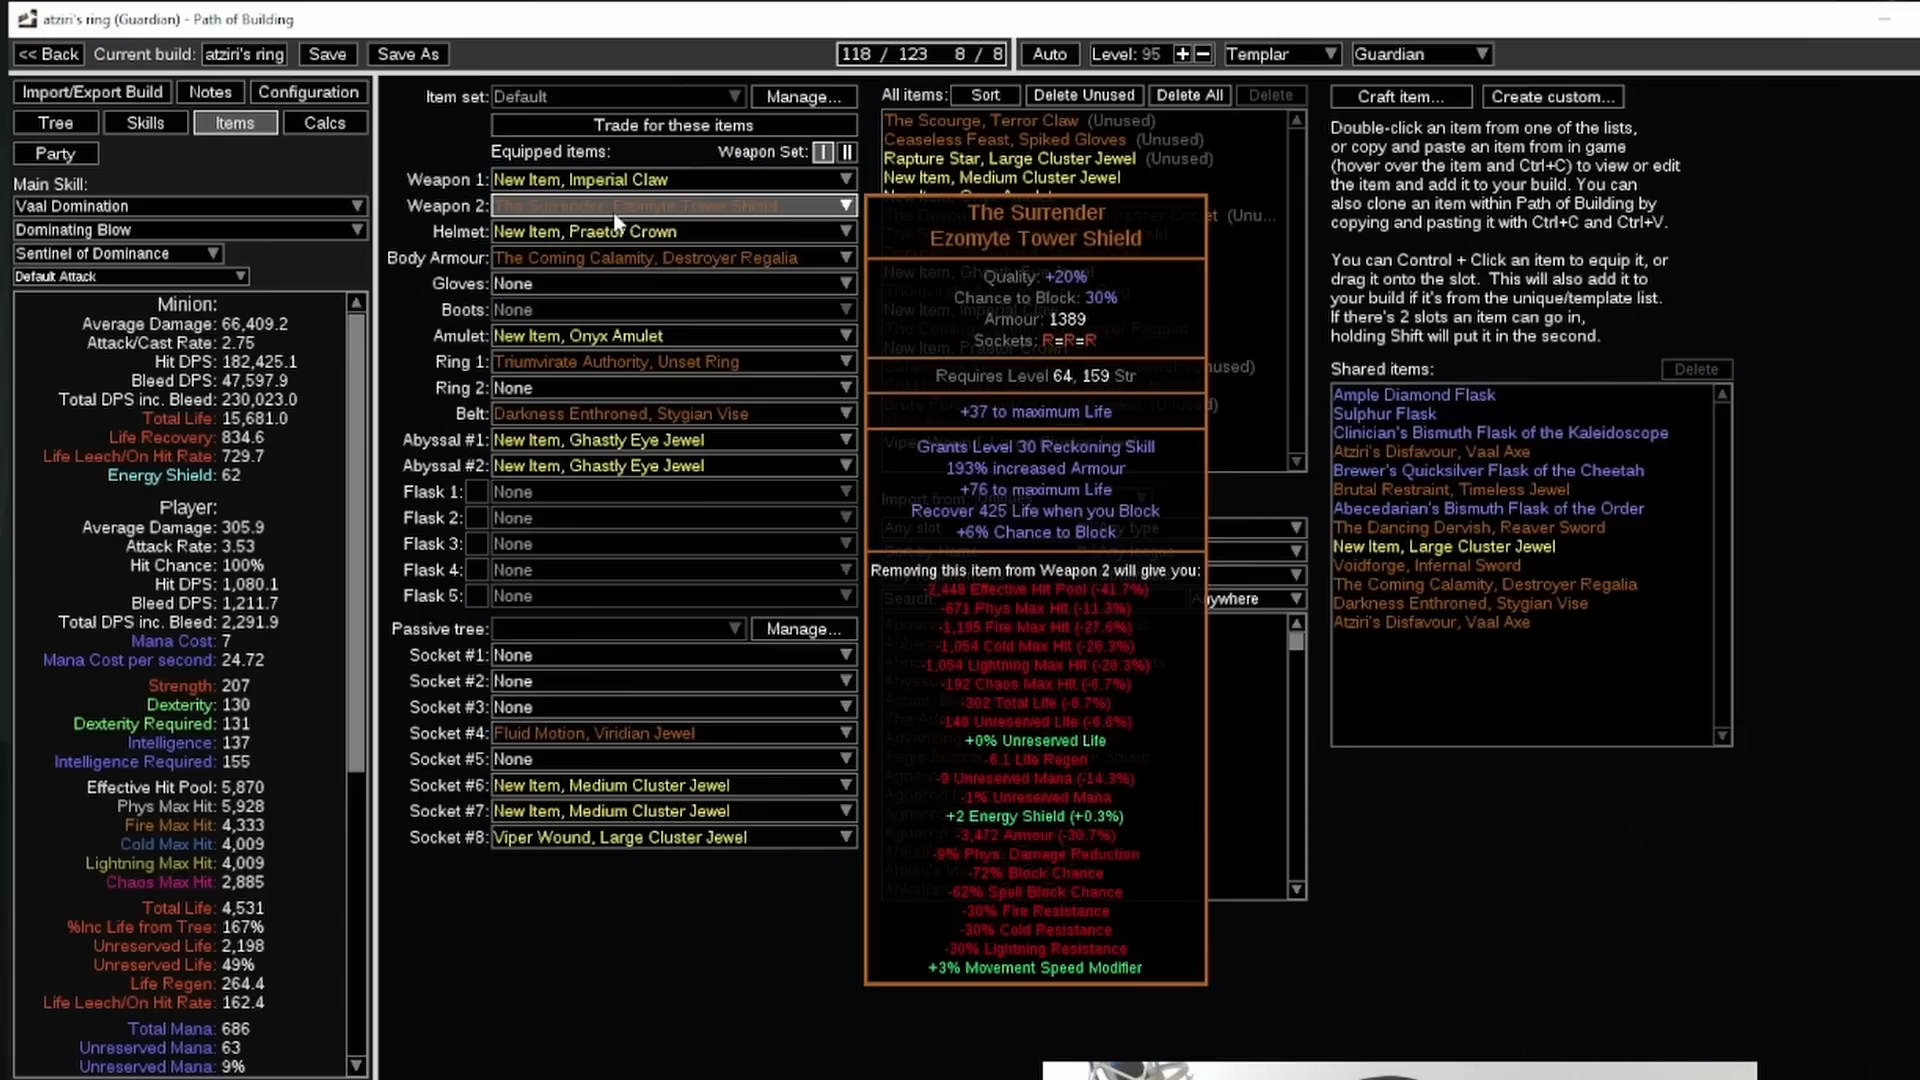 atziri's ring (Guardian) - Path of Building
<< Back Current build: atziri's ring Save Save As 118 / 123 8 / 8 Auto Level: 95 + - Templar Guardian
Import/Export Build Notes Configuration
Tree Skills Items Calcs
Party
Main Skill:
Vaal Domination
Dominating Blow
Sentinel of Dominance
Default Attack
Minion:
Average Damage: 66,409.2
Attack/Cast Rate: 2.75
Hit DPS: 182,425.1
Bleed DPS: 47,597.9
Total DPS inc. Bleed: 230,023.0
Total Life: 15,681.0
Life Recovery: 834.6
Life Leech/On Hit Rate: 729.7
Energy Shield: 62
Player:
Average Damage: 305.9
Attack Rate: 3.53
Hit Chance: 100%
Hit DPS: 1,080.1
Bleed DPS: 1,211.7
Total DPS inc. Bleed: 2,291.9
Mana Cost: 7
Mana Cost per second: 24.72
Strength: 207
Dexterity: 130
Dexterity Required: 131
Intelligence: 137
Intelligence Required: 155
Effective Hit Pool: 5,870
Phys Max Hit: 5,928
Fire Max Hit: 4,333
Cold Max Hit: 4,009
Lightning Max Hit: 4,009
Chaos Max Hit: 2,885
Total Life: 4,531
%Inc Life from Tree: 167%
Unreserved Life: 2,198
Unreserved Life: 49%
Life Regen: 264.4
Life Leech/On Hit Rate: 162.4
Total Mana: 686
Unreserved Mana: 63
Unreserved Mana: 9%
Item set: Default Manage...
Trade for these items
Equipped items: Weapon Set: I II
Weapon 1: New Item, Imperial Claw
Weapon 2: The Surrender, Ezomyte Tower Shield
Helmet: New Item, Praetor Crown
Body Armour: The Coming Calamity, Destroyer Regalia
Gloves: None
Boots: None
Amulet: New Item, Onyx Amulet
Ring 1: Triumvirate Authority, Unset Ring
Ring 2: None
Belt: Darkness Enthroned, Stygian Vise
Abyssal #1: New Item, Ghastly Eye Jewel
Abyssal #2: New Item, Ghastly Eye Jewel
Flask 1: None
Flask 2: None
Flask 3: None
Flask 4: None
Flask 5: None
Passive tree: Manage...
Socket #1: None
Socket #2: None
Socket #3: None
Socket #4: Fluid Motion, Viridian Jewel
Socket #5: None
Socket #6: New Item, Medium Cluster Jewel
Socket #7: New Item, Medium Cluster Jewel
Socket #8: Viper Wound, Large Cluster Jewel
All items: Sort Delete Unused Delete All Delete
The Scourge, Terror Claw (Unused)
Ceaseless Feast, Spiked Gloves (Unused)
Rapture Star, Large Cluster Jewel (Unused)
New Item, Medium Cluster Jewel
The Surrender
Ezomyte Tower Shield
Quality: +20%
Chance to Block: 30%
Armour: 1389
Sockets: R=R=R
Requires Level 64, 159 Str
+37 to maximum Life
Grants Level 30 Reckoning Skill
193% increased Armour
+76 to maximum Life
Recover 425 Life when you Block
+6% Chance to Block
Removing this item from Weapon 2 will give you:
-2,448 Effective Hit Pool (-41.7%)
-671 Phys Max Hit (-11.3%)
-1,195 Fire Max Hit (-27.6%)
-1,054 Cold Max Hit (-26.3%)
-1,054 Lightning Max Hit (-26.3%)
-192 Chaos Max Hit (-6.7%)
-302 Total Life (-6.7%)
-146 Unreserved Life (-6.6%)
+0% Unreserved Life
-6.1 Life Regen
-9 Unreserved Mana (-14.3%)
-1% Unreserved Mana
+2 Energy Shield (+0.3%)
-3,472 Armour (-30.7%)
-9% Phys. Damage Reduction
-72% Block Chance
-62% Spell Block Chance
-30% Fire Resistance
-30% Cold Resistance
-30% Lightning Resistance
+3% Movement Speed Modifier
Craft item... Create custom...
Double-click an item from one of the lists,
or copy and paste an item from in game
(hover over the item and Ctrl+C) to view or edit
the item and add it to your build. You can
also clone an item within Path of Building by
copying and pasting it with Ctrl+C and Ctrl+V.
You can Control + Click an item to equip it, or
drag it onto the slot. This will also add it to
your build if it's from the unique/template list.
If there's 2 slots an item can go in,
holding Shift will put it in the second.
Shared items: Delete
Ample Diamond Flask
Sulphur Flask
Clinician's Bismuth Flask of the Kaleidoscope
Atziri's Disfavour, Vaal Axe
Brewer's Quicksilver Flask of the Cheetah
Brutal Restraint, Timeless Jewel
Abecedarian's Bismuth Flask of the Order
The Dancing Dervish, Reaver Sword
New Item, Large Cluster Jewel
Voidforge, Infernal Sword
The Coming Calamity, Destroyer Regalia
Darkness Enthroned, Stygian Vise
Atziri's Disfavour, Vaal Axe